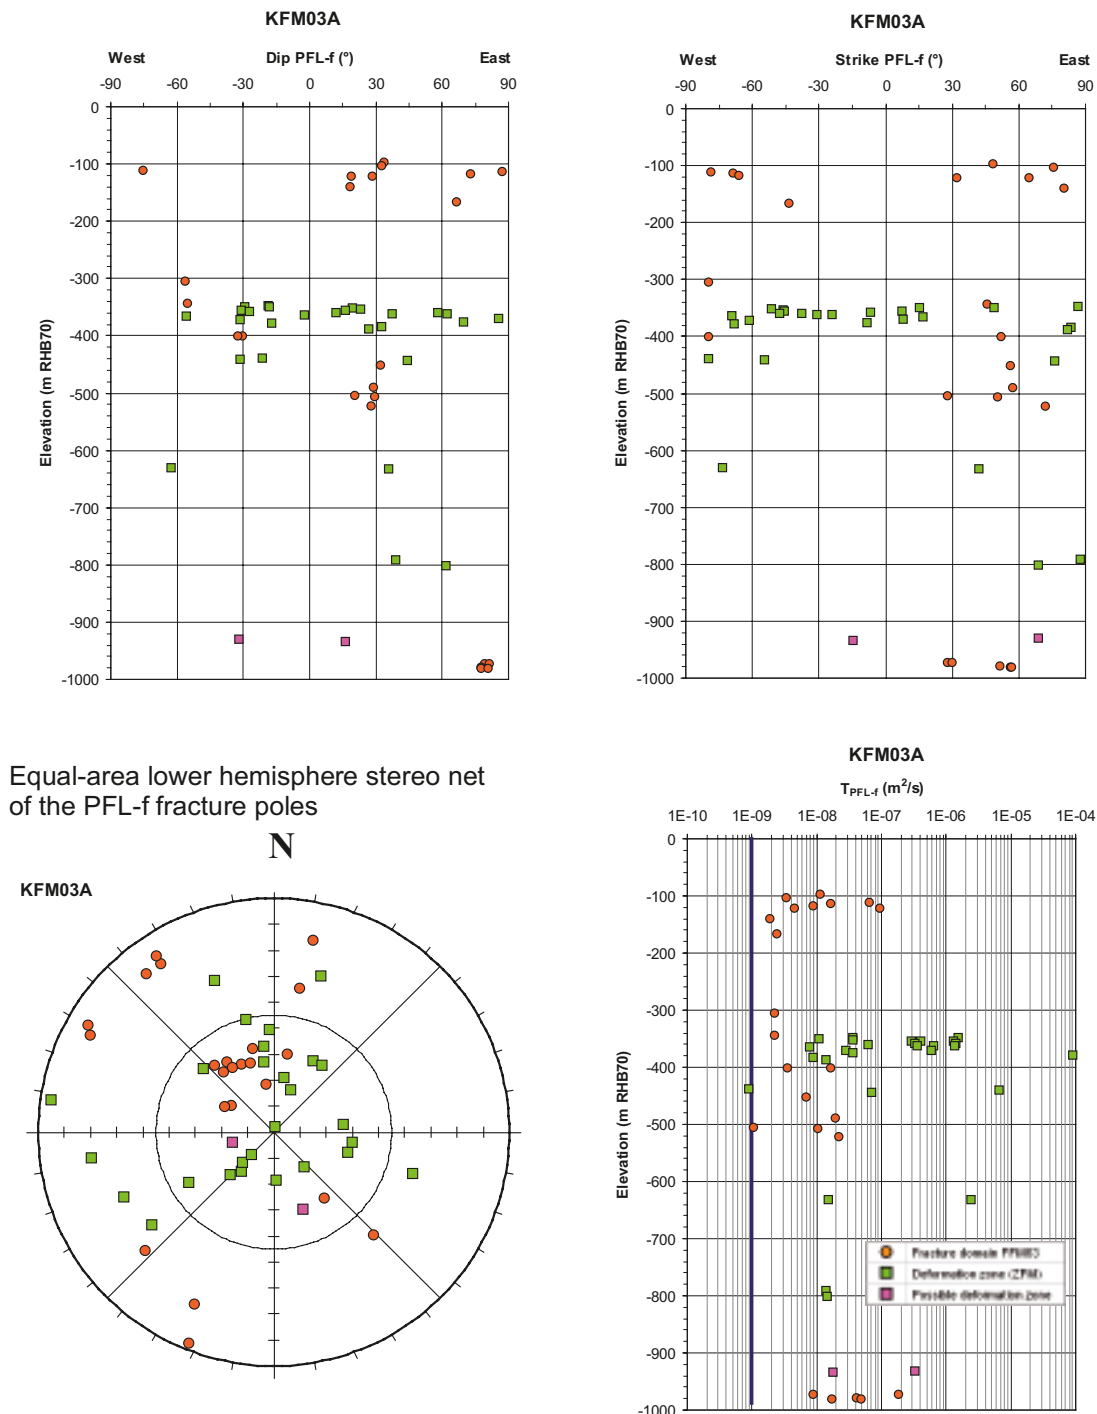 KFM03A
West Dip PFL-f (°) East
-90 -60 -30 0 30 60 90
0
-100
-200
-300
-400
-500
-600
-700
-800
-900
-1000
Elevation (m RHB70)
KFM03A
West Strike PFL-f (°) East
-90 -60 -30 0 30 60 90
0
-100
-200
-300
-400
-500
-600
-700
-800
-900
-1000
Elevation (m RHB70)
Equal-area lower hemisphere stereo net
of the PFL-f fracture poles
N
KFM03A
KFM03A
TPFL-f (m²/s)
1E-10 1E-09 1E-08 1E-07 1E-06 1E-05 1E-04
0
-100
-200
-300
-400
-500
-600
-700
-800
-900
-1000
Elevation (m RHB70)
Fracture domain FFM03
Deformation zone (ZFM)
Possible deformation zone